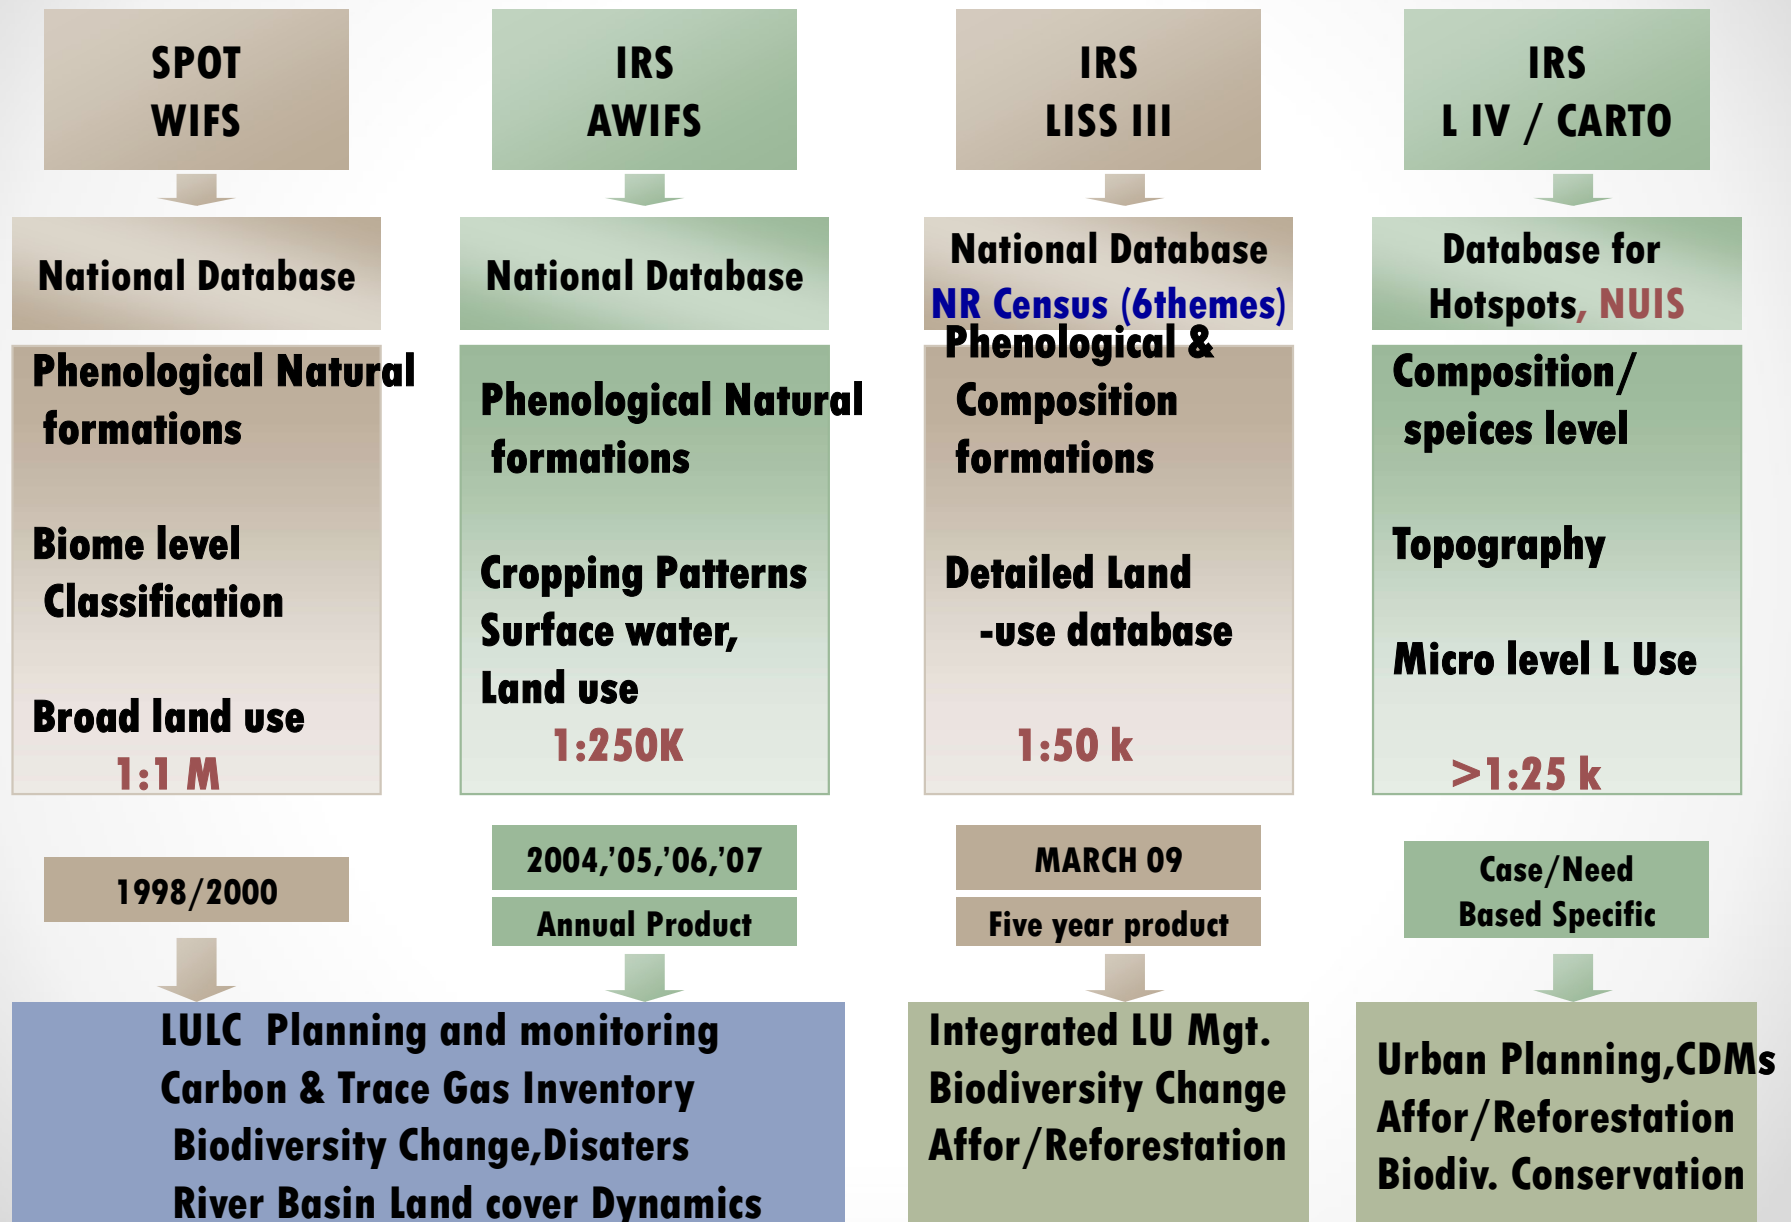 SPOT
WIFS
National Database
Phenological Natural
formations
Biome level
Classification
Broad land use
1:1 M
1998/2000
IRS
AWIFS
National Database
Phenological Natural
formations
Cropping Patterns
Surface water,
Land use
1:250K
2004,’05,’06,’07
Annual Product
LULC Planning and monitoring
Carbon & Trace Gas Inventory
Biodiversity Change,Disaters
River Basin Land cover Dynamics
IRS
LISS III
National Database
NR Census (6themes)
Phenological &
Composition
formations
Detailed Land
-use database
1:50 k
MARCH 09
Five year product
Integrated LU Mgt.
Biodiversity Change
Affor/Reforestation
IRS
L IV / CARTO
Database for
Hotspots, NUIS
Composition/
speices level
Topography
Micro level L Use
>1:25 k
Case/Need
Based Specific
Urban Planning,CDMs
Affor/Reforestation
Biodiv. Conservation